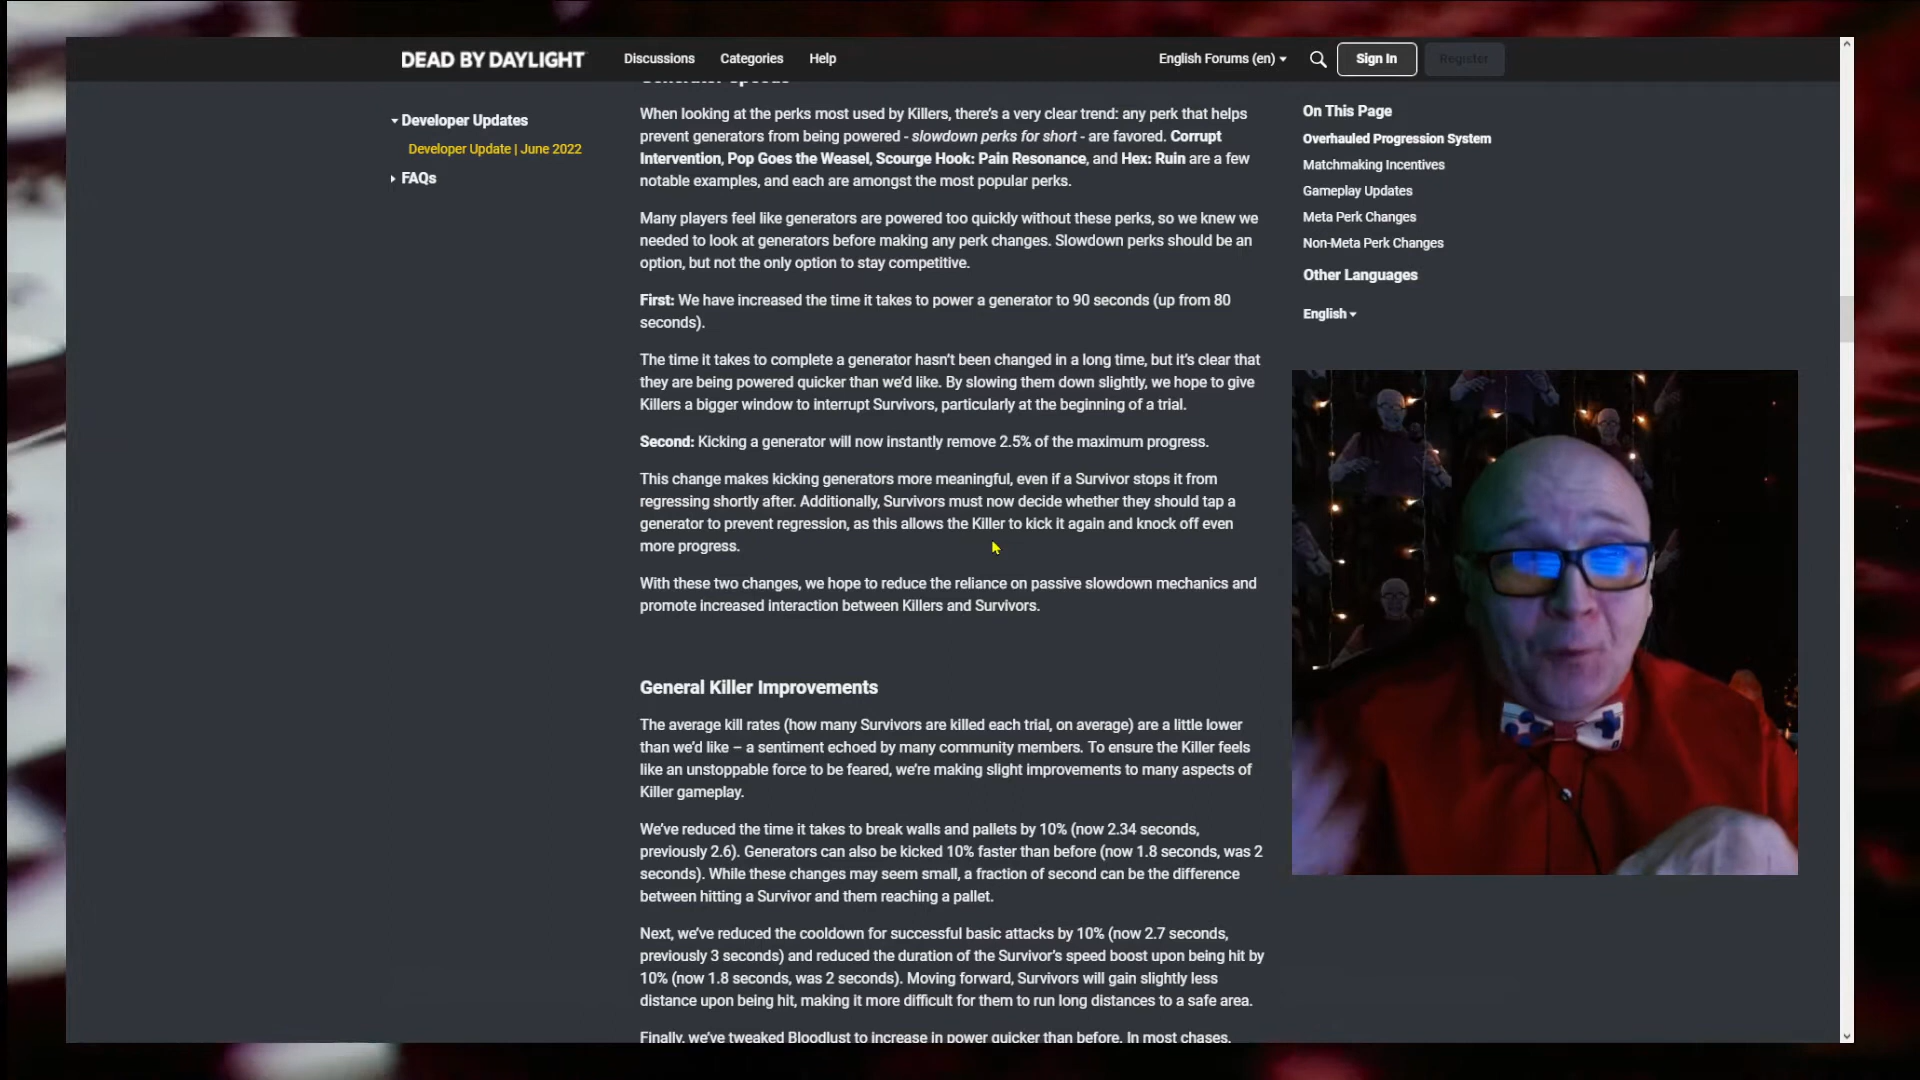 DEAD BY DAYLIGHT
Discussions
Categories
Help
English Forums (en)
Sign In
Register
Developer Updates
Developer Update | June 2022
FAQs
Generator Speeds
When looking at the perks most used by Killers, there's a very clear trend: any perk that helps
prevent generators from being powered - slowdown perks for short - are favored. Corrupt
Intervention, Pop Goes the Weasel, Scourge Hook: Pain Resonance, and Hex: Ruin are a few
notable examples, and each are amongst the most popular perks.
Many players feel like generators are powered too quickly without these perks, so we knew we
needed to look at generators before making any perk changes. Slowdown perks should be an
option, but not the only option to stay competitive.
First: We have increased the time it takes to power a generator to 90 seconds (up from 80
seconds).
The time it takes to complete a generator hasn't been changed in a long time, but it's clear that
they are being powered quicker than we'd like. By slowing them down slightly, we hope to give
Killers a bigger window to interrupt Survivors, particularly at the beginning of a trial.
Second: Kicking a generator will now instantly remove 2.5% of the maximum progress.
This change makes kicking generators more meaningful, even if a Survivor stops it from
regressing shortly after. Additionally, Survivors must now decide whether they should tap a
generator to prevent regression, as this allows the Killer to kick it again and knock off even
more progress.
With these two changes, we hope to reduce the reliance on passive slowdown mechanics and
promote increased interaction between Killers and Survivors.
General Killer Improvements
The average kill rates (how many Survivors are killed each trial, on average) are a little lower
than we'd like – a sentiment echoed by many community members. To ensure the Killer feels
like an unstoppable force to be feared, we're making slight improvements to many aspects of
Killer gameplay.
We've reduced the time it takes to break walls and pallets by 10% (now 2.34 seconds,
previously 2.6). Generators can also be kicked 10% faster than before (now 1.8 seconds, was 2
seconds). While these changes may seem small, a fraction of second can be the difference
between hitting a Survivor and them reaching a pallet.
Next, we've reduced the cooldown for successful basic attacks by 10% (now 2.7 seconds,
previously 3 seconds) and reduced the duration of the Survivor's speed boost upon being hit by
10% (now 1.8 seconds, was 2 seconds). Moving forward, Survivors will gain slightly less
distance upon being hit, making it more difficult for them to run long distances to a safe area.
Finally, we've tweaked Bloodlust to increase in power quicker than before. In most chases,
On This Page
Overhauled Progression System
Matchmaking Incentives
Gameplay Updates
Meta Perk Changes
Non-Meta Perk Changes
Other Languages
English